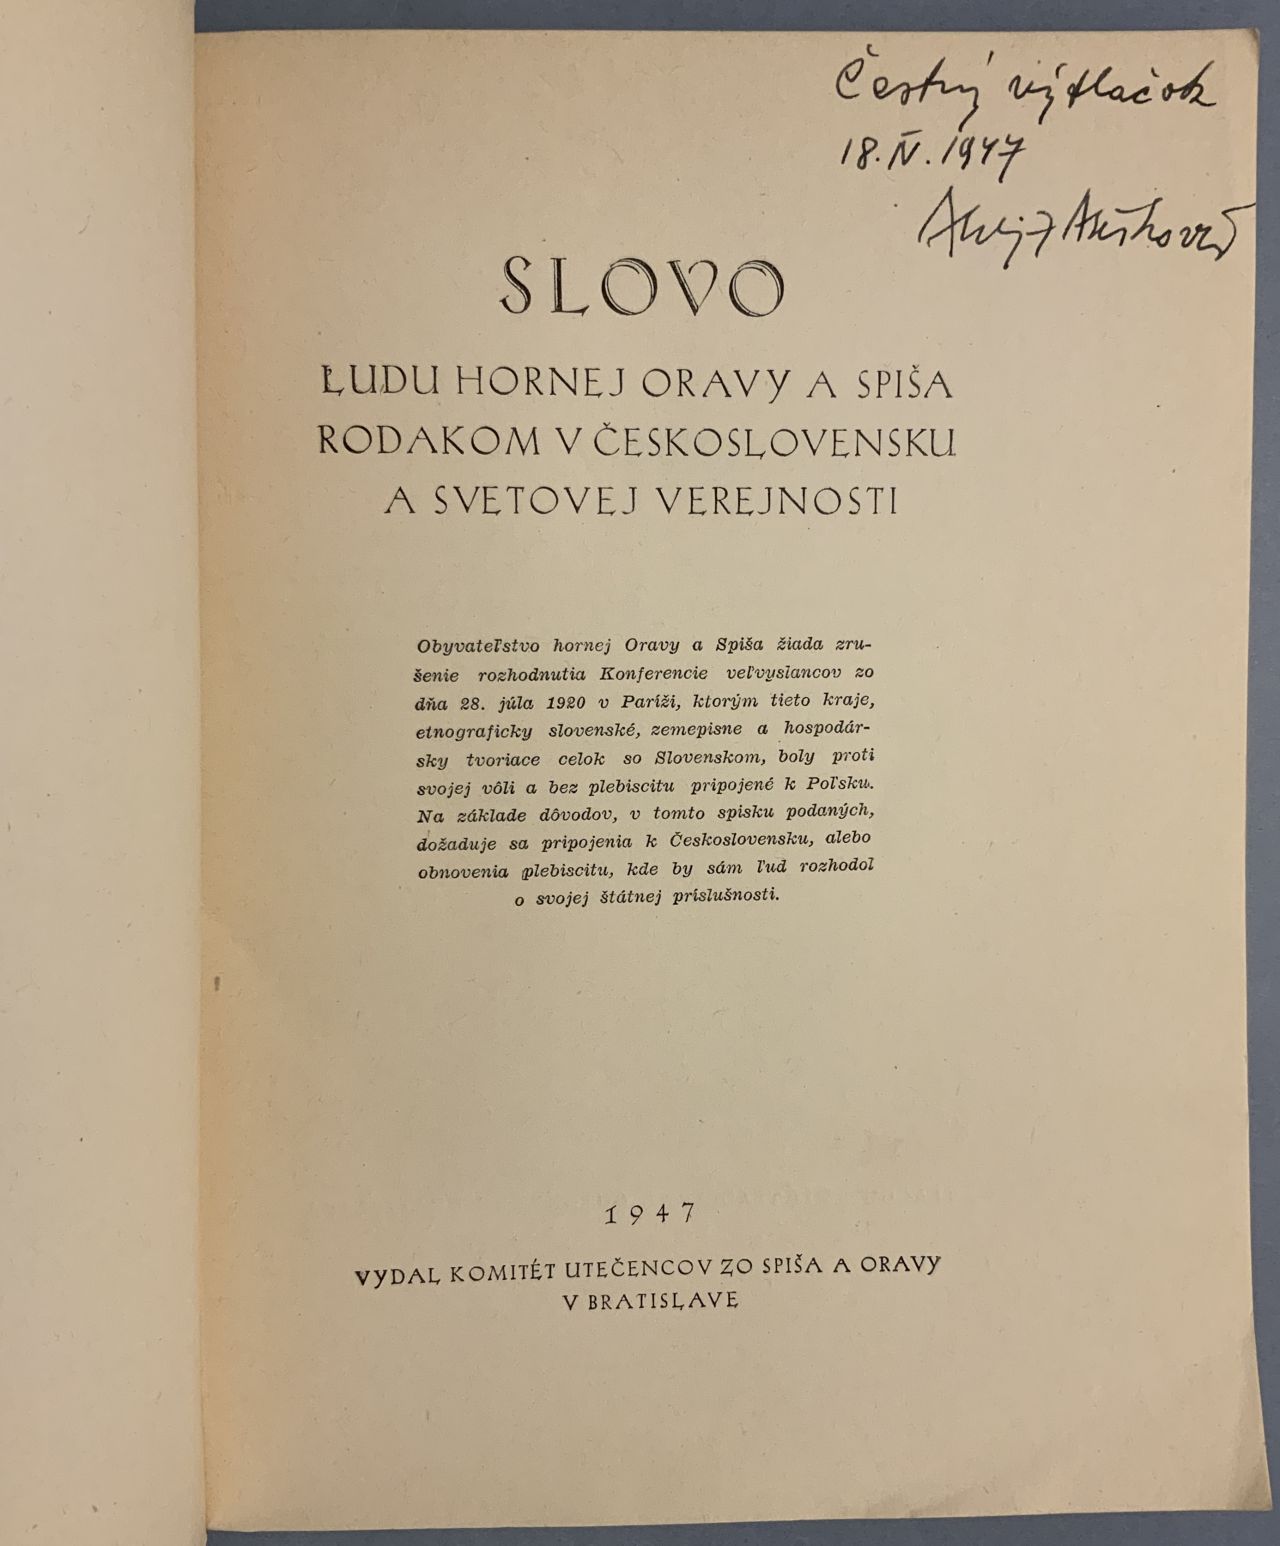 Čestný výtlačok
18.IV.1947
SLOVO
ĽUDU HORNEJ ORAVY A SPIŠA
RODAKOM V ČESKOSLOVENSKU
A SVETOVEJ VEREJNOSTI
Obyvateľstvo hornej Oravy a Spiša žiada zru-
šenie rozhodnutia Konferencie veľvyslancov zo
dňa 28. júla 1920 v Paríži, ktorým tieto kraje,
etnograficky slovenské, zemepisne a hospodár-
sky tvoriace celok so Slovenskom, boly proti
svojej vôli a bez plebiscitu pripojené k Poľsku.
Na základe dôvodov, v tomto spisku podaných,
dožaduje sa pripojenia k Československu, alebo
obnovenia plebiscitu, kde by sám ľud rozhodol
o svojej štátnej príslušnosti.
1947
VYDAL KOMITÉT UTEČENCOV ZO SPIŠA A ORAVY
V BRATISLAVE